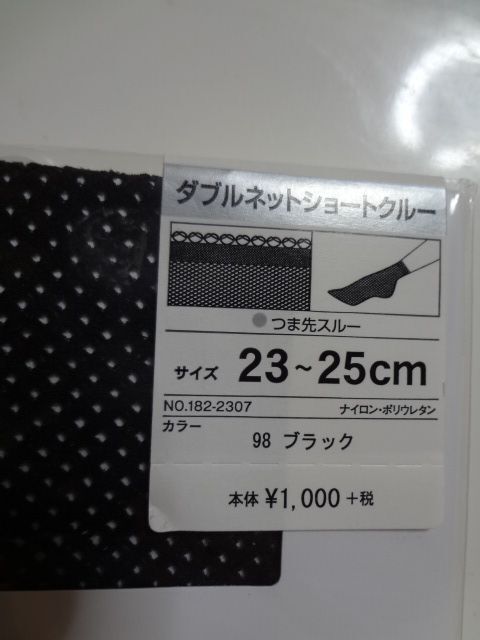 ダブルネットショートクルー
つま先スルー
サイズ 23~25cm
NO.182-2307 ナイロン・ポリウレタン
カラー
98 ブラック
本体 ¥1,000 +税